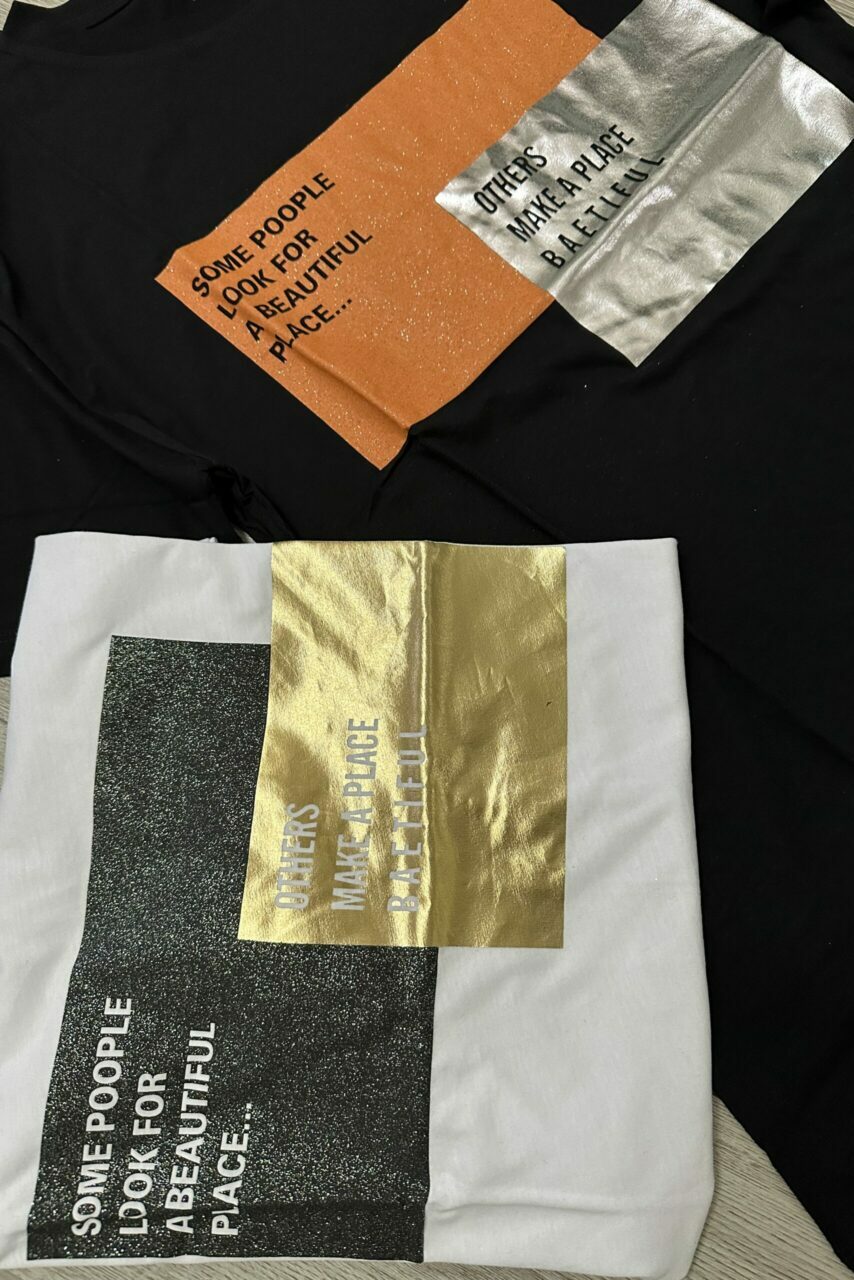 SOME POOPLE
LOOK FOR
A BEAUTIFUL
PLACE...
OTHERS
MAKE A PLACE
BAETIFUL
SOME POOPLE
LOOK FOR
ABEAUTIFUL
PLACE...
OTHERS
MAKE A PLACE
BAETIFUL